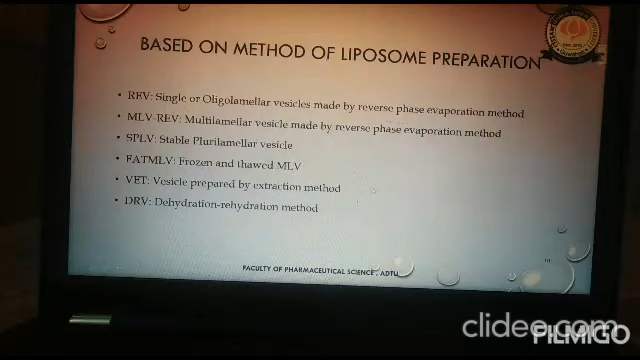 BASED ON METHOD OF LIPOSOME PREPARATION
• REV: Single or Oligolamellar vesicles made by reverse phase evaporation method
• MLV-REV: Multilamellar vesicle made by reverse phase evaporation method
• SPLV: Stable Plurilamellar vesicle
• FATMLV: Frozen and thawed MLV
• VET: Vesicle prepared by extraction method
• DRV: Dehydration-rehydration method
FACULTY OF PHARMACEUTICAL SCIENCE, ADTU
clidee.com
FILMIGO